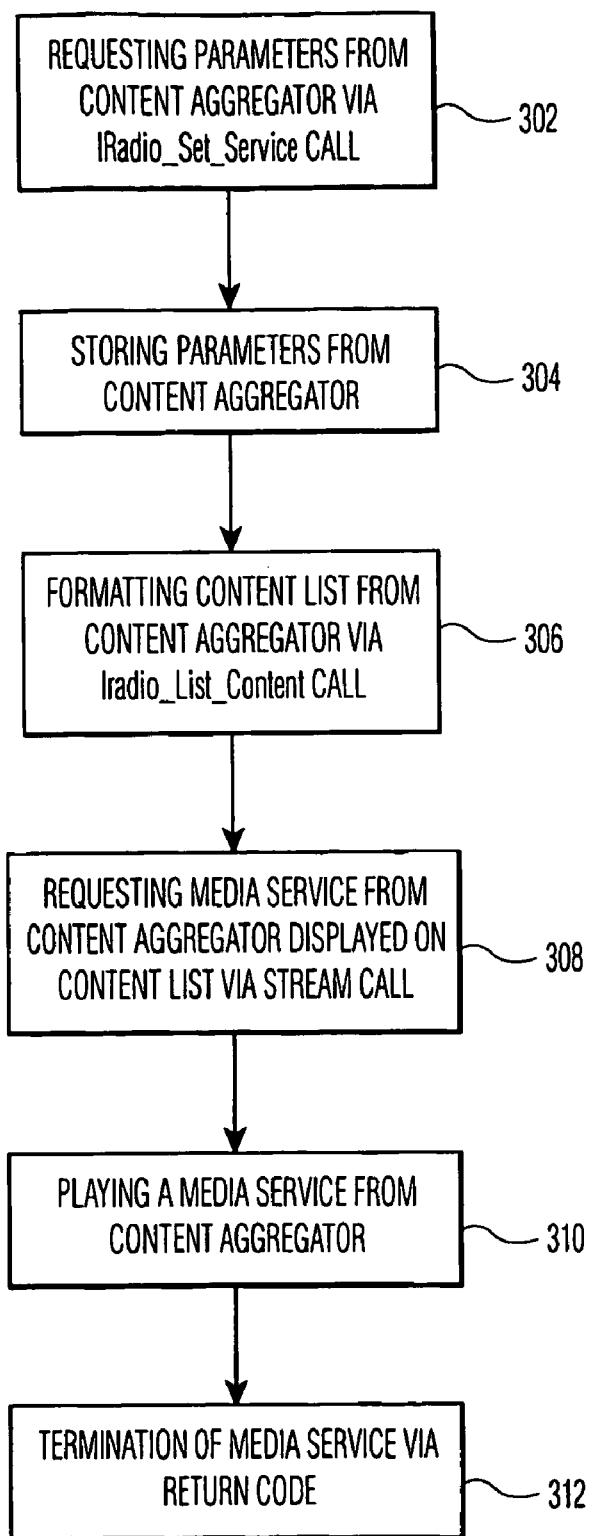 REQUESTING PARAMETERS FROM
CONTENT AGGREGATOR VIA
IRadio_Set_Service CALL
302
STORING PARAMETERS FROM
CONTENT AGGREGATOR
304
FORMATTING CONTENT LIST FROM
CONTENT AGGREGATOR VIA
Iradio_List_Content CALL
306
REQUESTING MEDIA SERVICE FROM
CONTENT AGGREGATOR DISPLAYED ON
CONTENT LIST VIA STREAM CALL
308
PLAYING A MEDIA SERVICE FROM
CONTENT AGGREGATOR
310
TERMINATION OF MEDIA SERVICE VIA
RETURN CODE
312